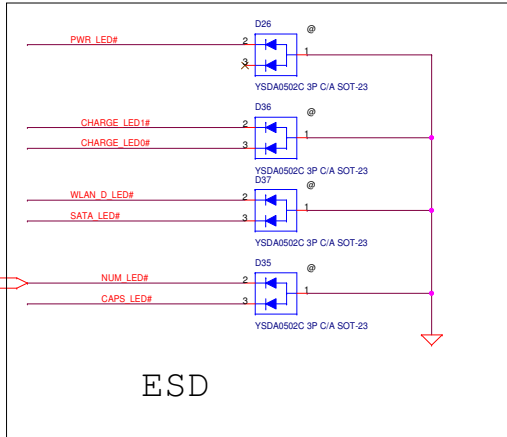 D26
@
PWR_LED#
2
1
3
YSDA0502C 3P C/A SOT-23
D36
@
CHARGE_LED1#
2
1
CHARGE_LED0#
3
YSDA0502C 3P C/A SOT-23
D37
@
WLAN_D_LED#
2
1
SATA_LED#
3
YSDA0502C 3P C/A SOT-23
D35
@
NUM_LED#
2
1
CAPS_LED#
3
YSDA0502C 3P C/A SOT-23
ESD